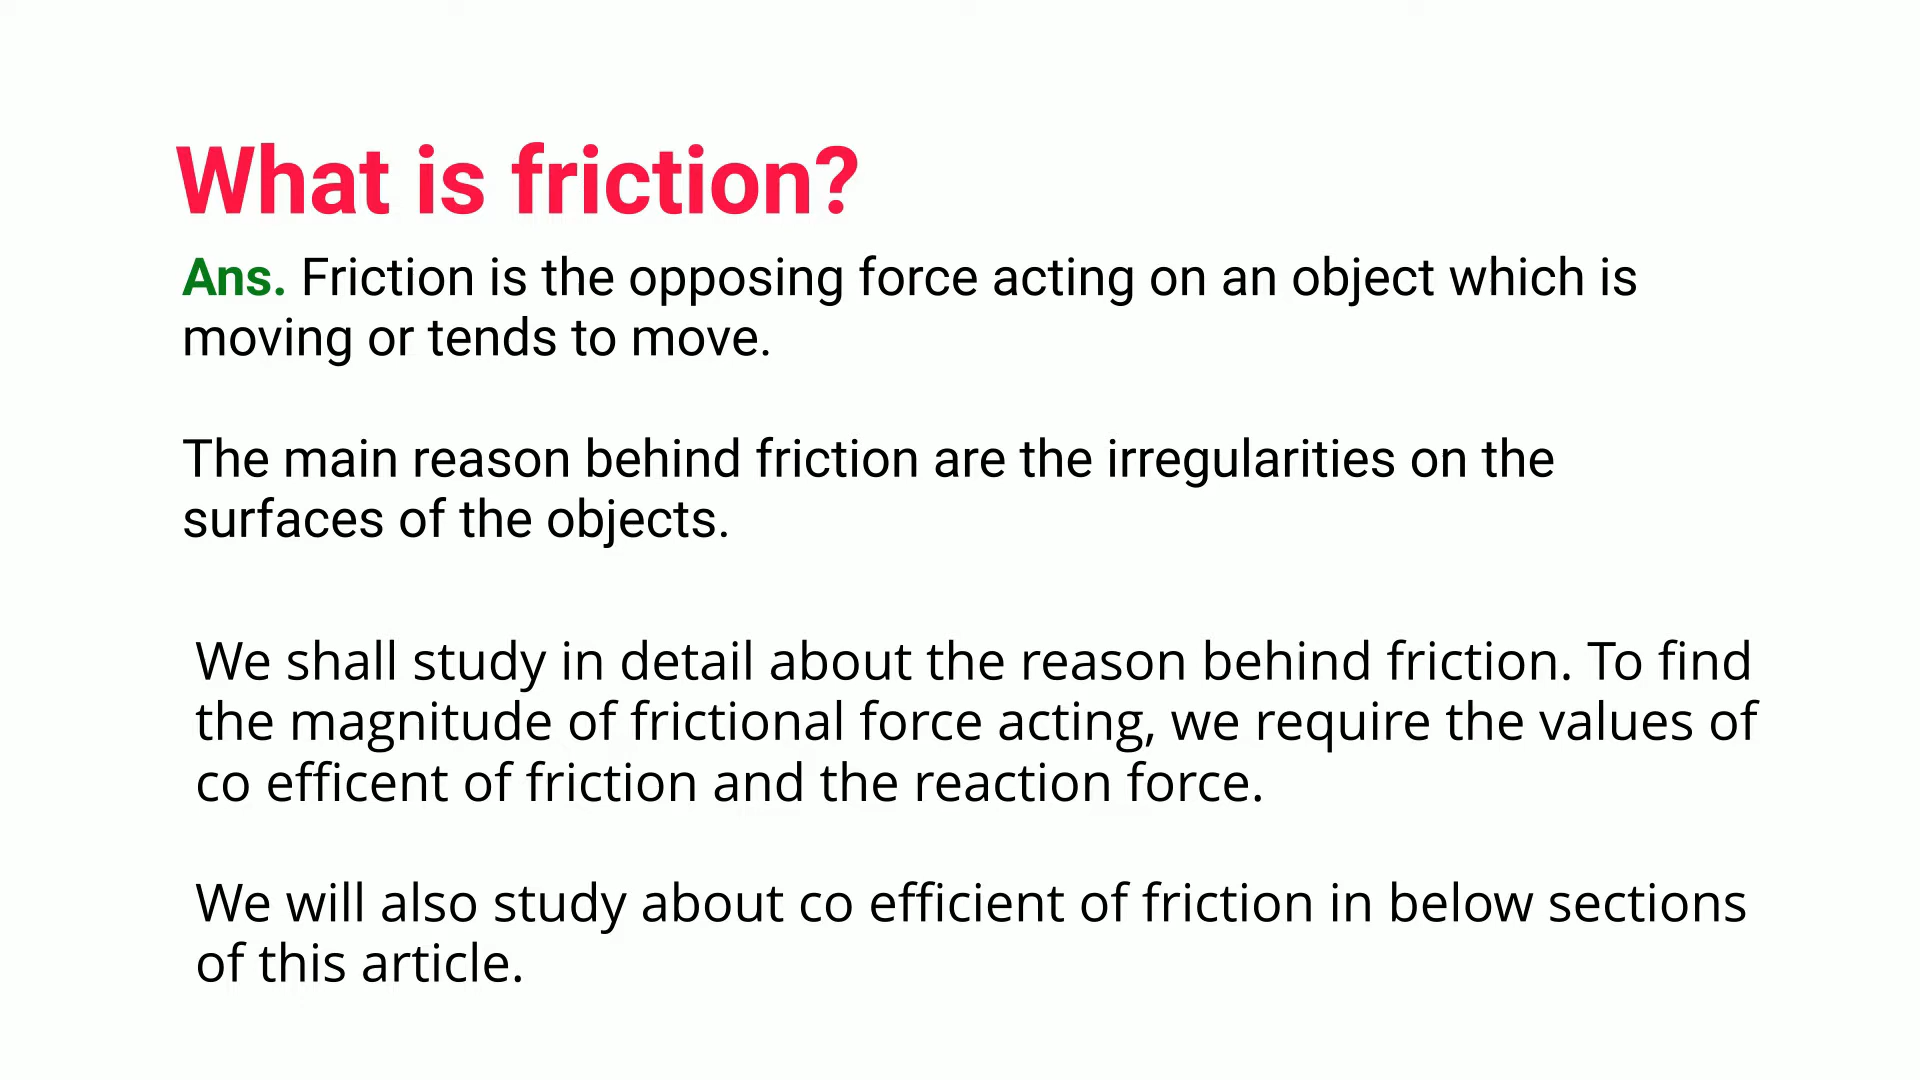 What is friction?
Ans. Friction is the opposing force acting on an object which is
moving or tends to move.
The main reason behind friction are the irregularities on the
surfaces of the objects.
We shall study in detail about the reason behind friction. To find
the magnitude of frictional force acting, we require the values of
co efficent of friction and the reaction force.
We will also study about co efficient of friction in below sections
of this article.